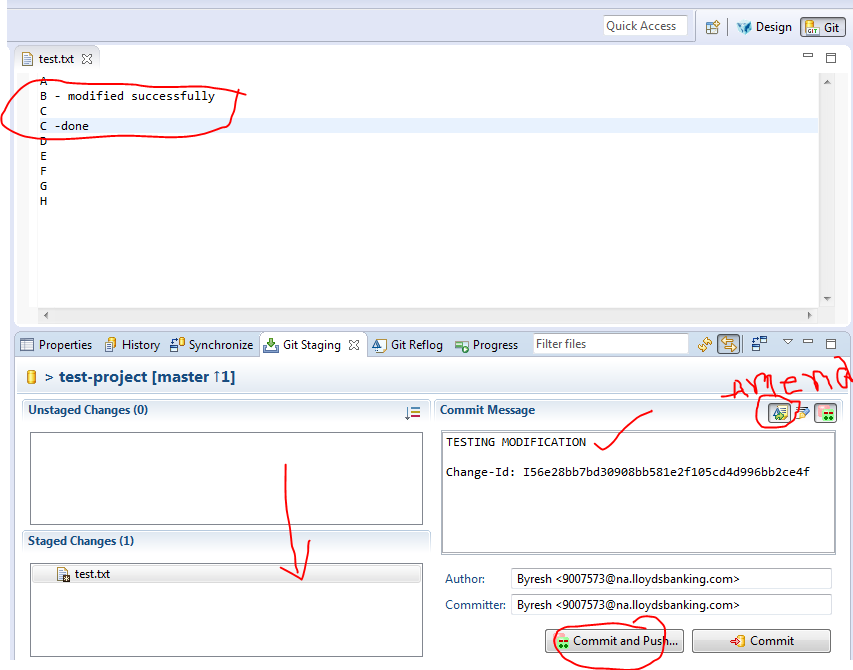 Quick Access
Design
Git
test.txt
A
B - modified successfully
C
C -done
D
E
F
G
H
Properties
History
Synchronize
Git Staging
Git Reflog
Progress
Filter files
> test-project [master ↑1]
Amend
Unstaged Changes (0)
Commit Message
TESTING MODIFICATION
Change-Id: I56e28bb7bd30908bb581e2f105cd4d996bb2ce4f
Staged Changes (1)
test.txt
Author:
Byresh <9007573@na.lloydsbanking.com>
Committer:
Byresh <9007573@na.lloydsbanking.com>
Commit and Push...
Commit